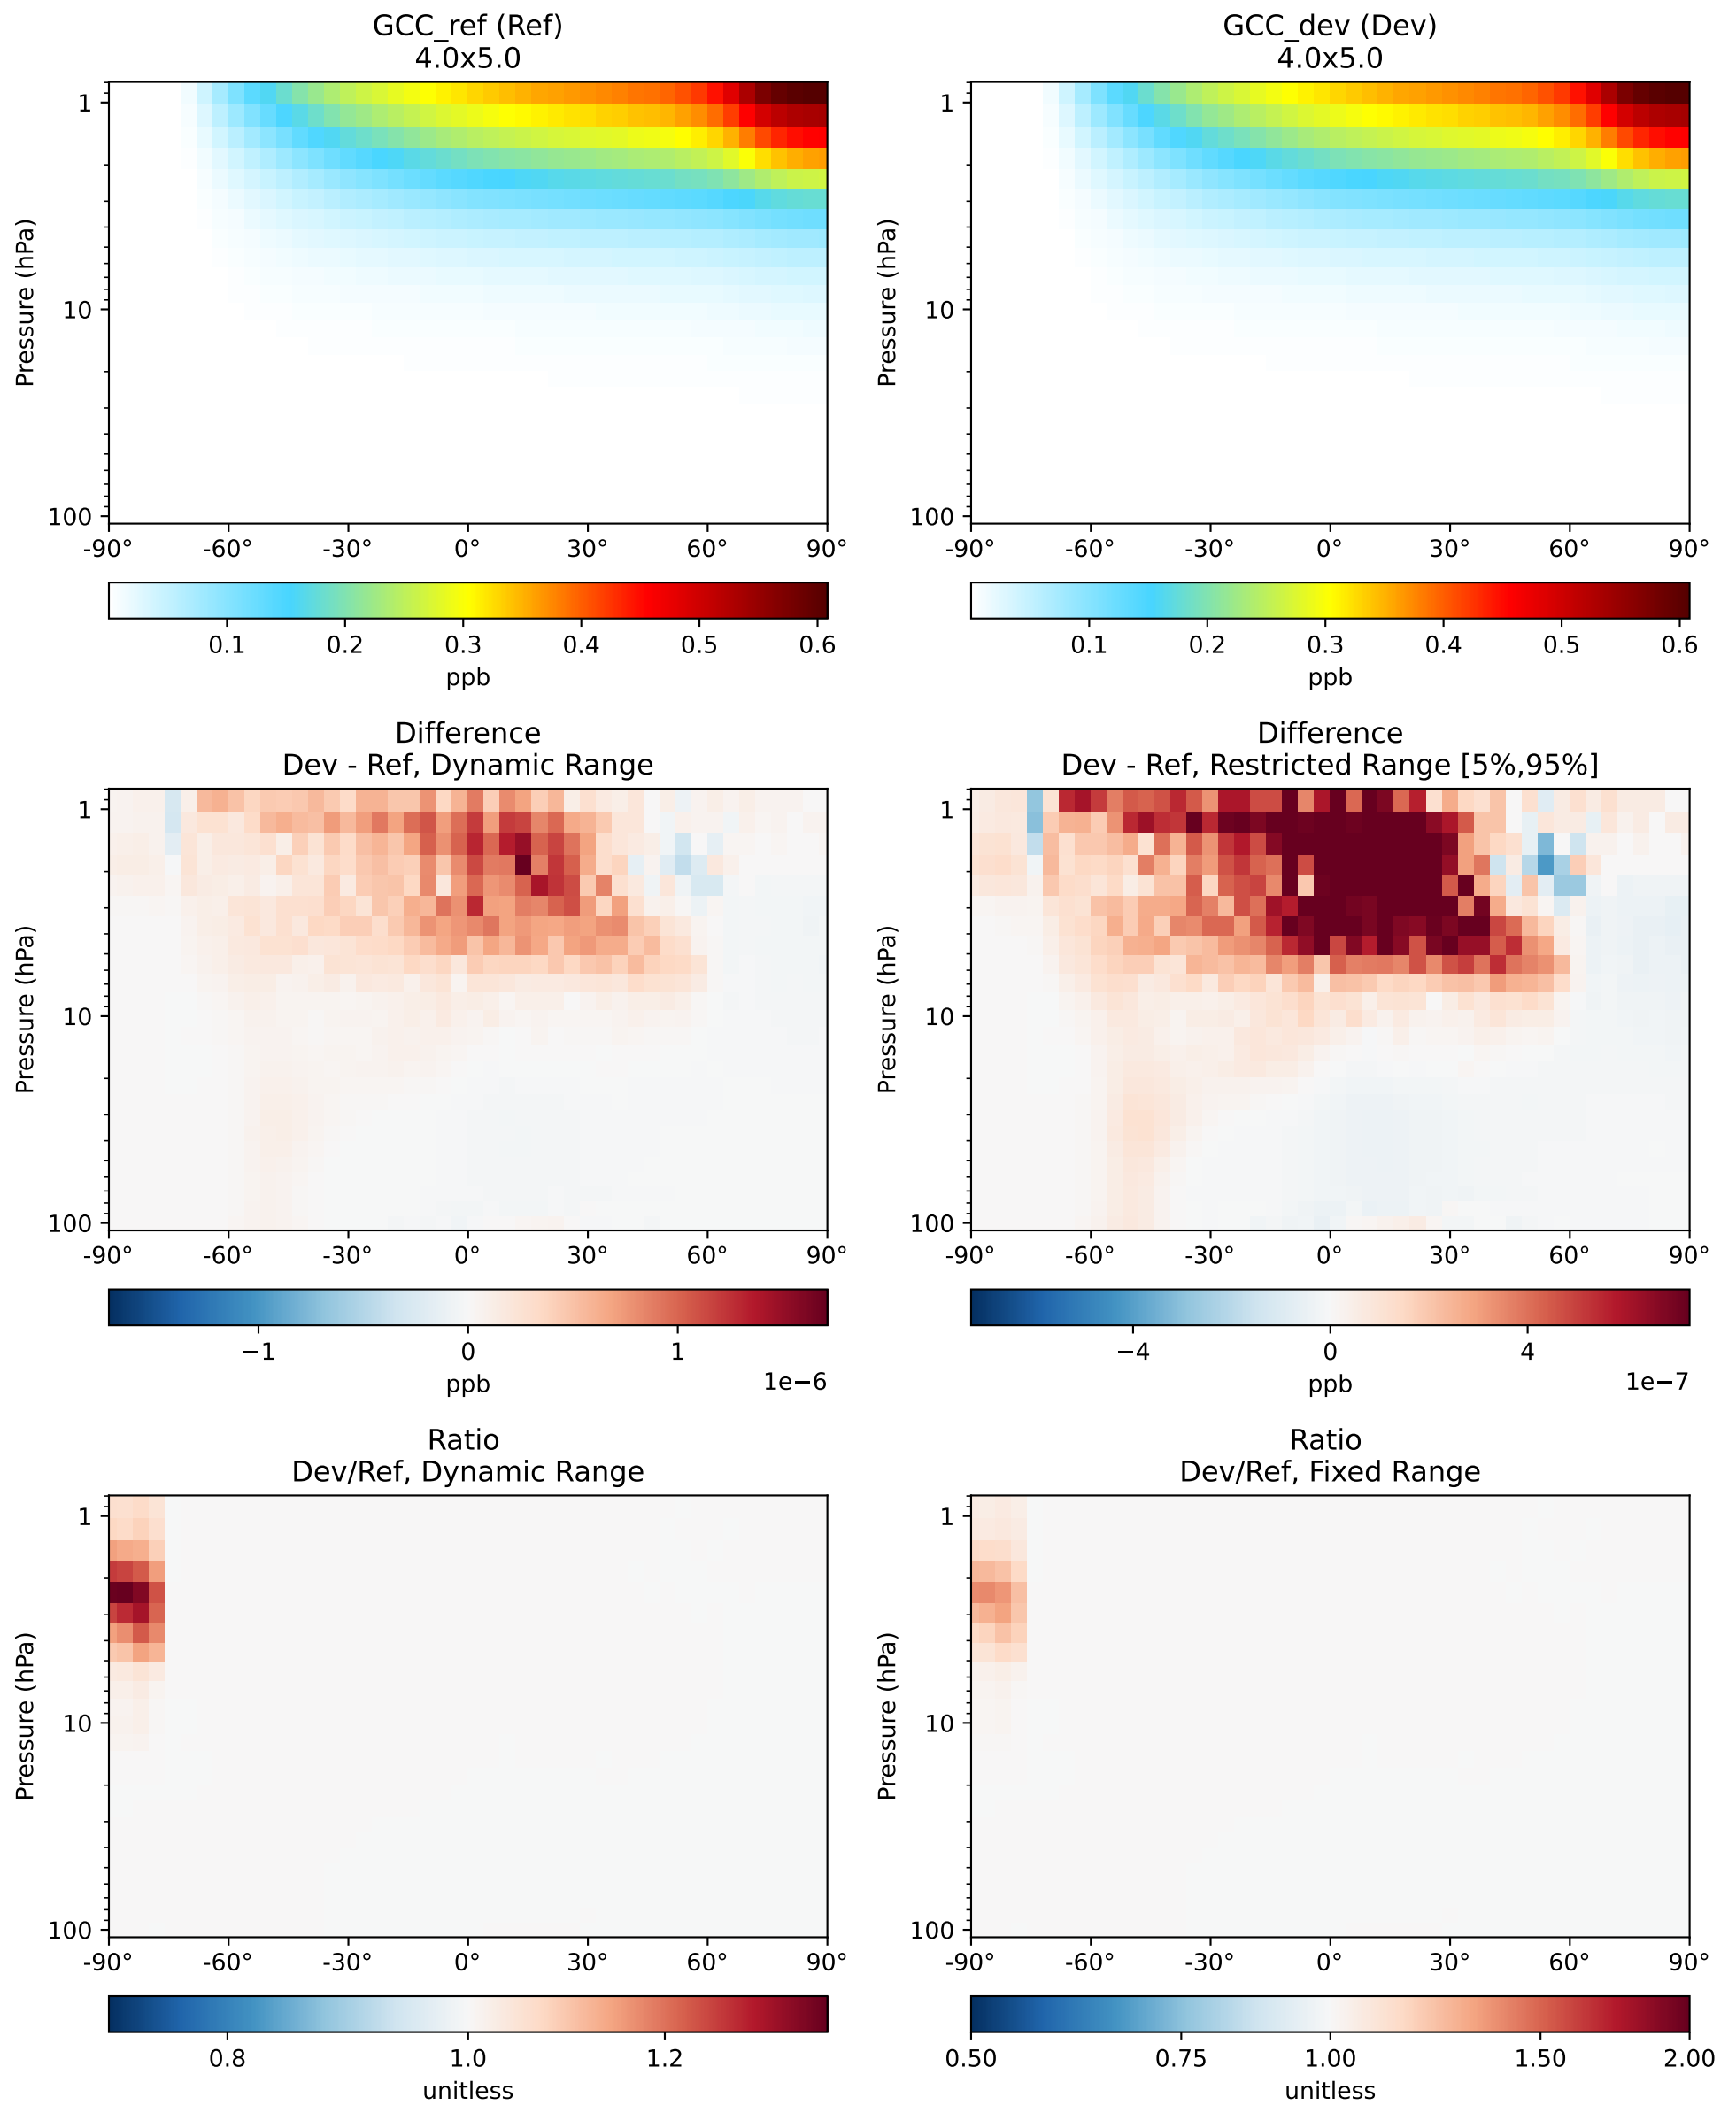 GCC_ref (Ref)
4.0x5.0
1
10
100
Pressure (hPa)
-90° -60° -30° 0° 30° 60° 90°
0.1 0.2 0.3 0.4 0.5 0.6
ppb
GCC_dev (Dev)
4.0x5.0
1
10
100
Pressure (hPa)
-90° -60° -30° 0° 30° 60° 90°
0.1 0.2 0.3 0.4 0.5 0.6
ppb
Difference
Dev - Ref, Dynamic Range
1
10
100
Pressure (hPa)
-90° -60° -30° 0° 30° 60° 90°
−1 0 1
ppb 1e−6
Difference
Dev - Ref, Restricted Range [5%,95%]
1
10
100
Pressure (hPa)
-90° -60° -30° 0° 30° 60° 90°
−4 0 4
ppb 1e−7
Ratio
Dev/Ref, Dynamic Range
1
10
100
Pressure (hPa)
-90° -60° -30° 0° 30° 60° 90°
0.8 1.0 1.2
unitless
Ratio
Dev/Ref, Fixed Range
1
10
100
Pressure (hPa)
-90° -60° -30° 0° 30° 60° 90°
0.50 0.75 1.00 1.50 2.00
unitless